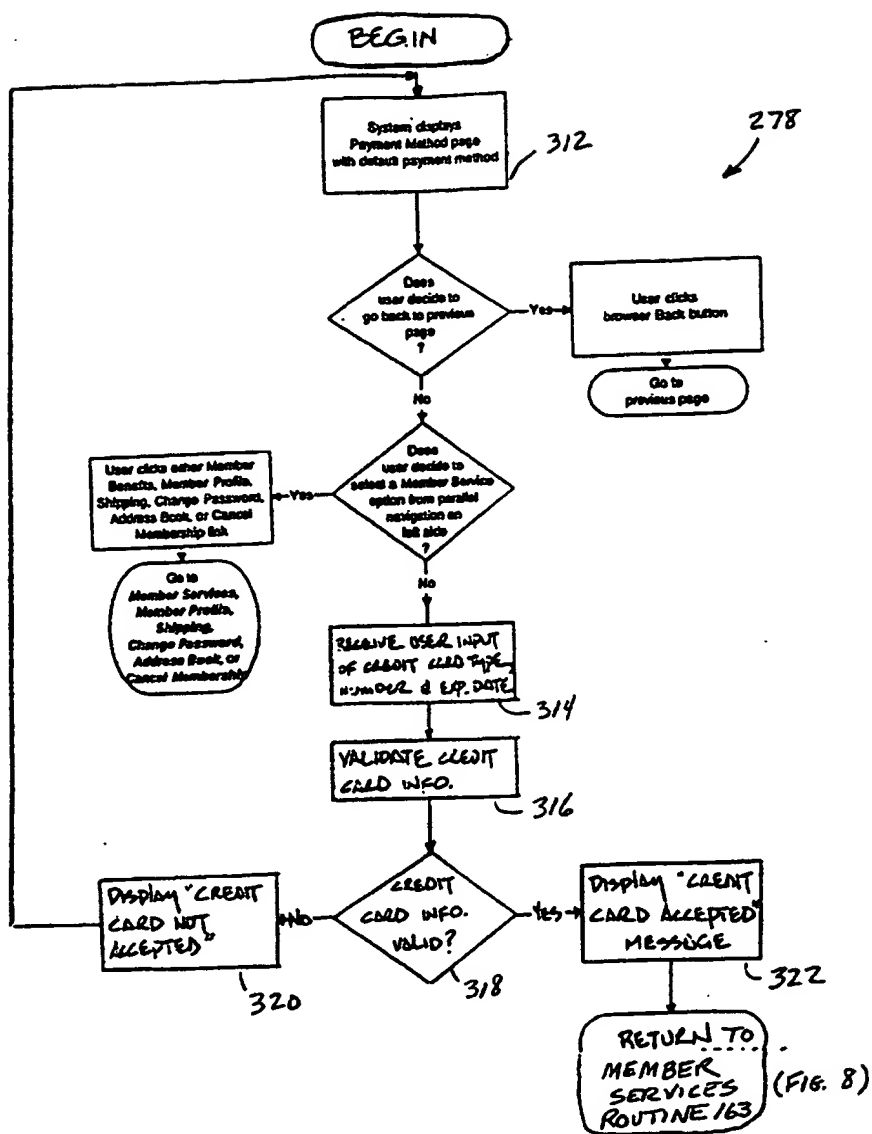 BEGIN
System displays
Payment Method page
with default payment method
312
278
Does
user decide to
go back to previous
page
?
Yes
User clicks
browser Back button
Go to
previous page
No
Does
user decide to
select a Member Service
option from parallel
navigation on
left side
?
Yes
User clicks either Member
Benefits, Member Profile,
Shipping, Change Password,
Address Book, or Cancel
Membership link
Go to
Member Services,
Member Profile,
Shipping,
Change Password,
Address Book, or
Cancel Membership
No
RECEIVE USER INPUT
OF CREDIT CARD TYPE,
NUMBER & EXP. DATE
314
VALIDATE CREDIT
CARD INFO.
316
CREDIT
CARD INFO.
VALID?
318
No
DISPLAY "CREDIT
CARD NOT
ACCEPTED"
320
Yes
DISPLAY "CREDIT
CARD ACCEPTED"
MESSAGE
322
RETURN TO
MEMBER
SERVICES
ROUTINE 163
(FIG. 8)